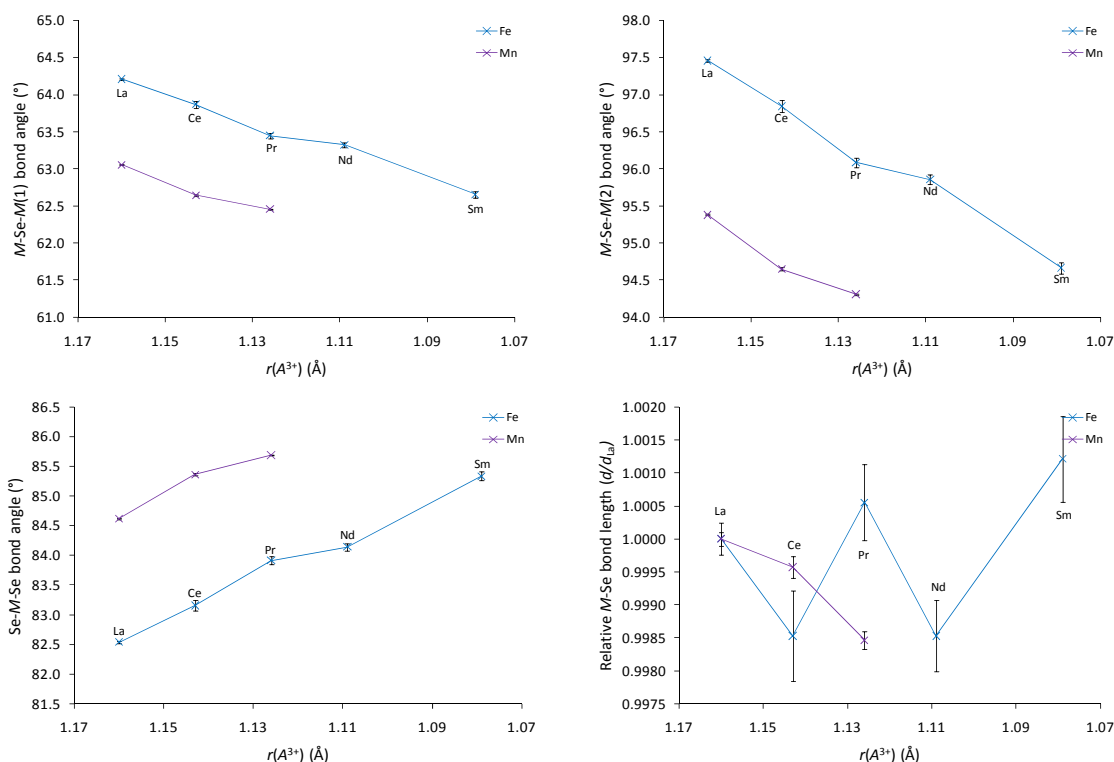 65.0
64.5
64.0
63.5
63.0
62.5
62.0
61.5
61.0
M-Se-M(1) bond angle (°)
Fe
Mn
La
Ce
Pr
Nd
Sm
1.17 1.15 1.13 1.11 1.09 1.07
r(A³⁺) (Å)
98.0
97.5
97.0
96.5
96.0
95.5
95.0
94.5
94.0
M-Se-M(2) bond angle (°)
Fe
Mn
La
Ce
Pr
Nd
Sm
1.17 1.15 1.13 1.11 1.09 1.07
r(A³⁺) (Å)
86.5
86.0
85.5
85.0
84.5
84.0
83.5
83.0
82.5
82.0
81.5
Se-M-Se bond angle (°)
Fe
Mn
La
Ce
Pr
Nd
Sm
1.17 1.15 1.13 1.11 1.09 1.07
r(A³⁺) (Å)
1.0020
1.0015
1.0010
1.0005
1.0000
0.9995
0.9990
0.9985
0.9980
0.9975
Relative M-Se bond length (d/dLa)
Fe
Mn
La
Ce
Pr
Nd
Sm
1.17 1.15 1.13 1.11 1.09 1.07
r(A³⁺) (Å)